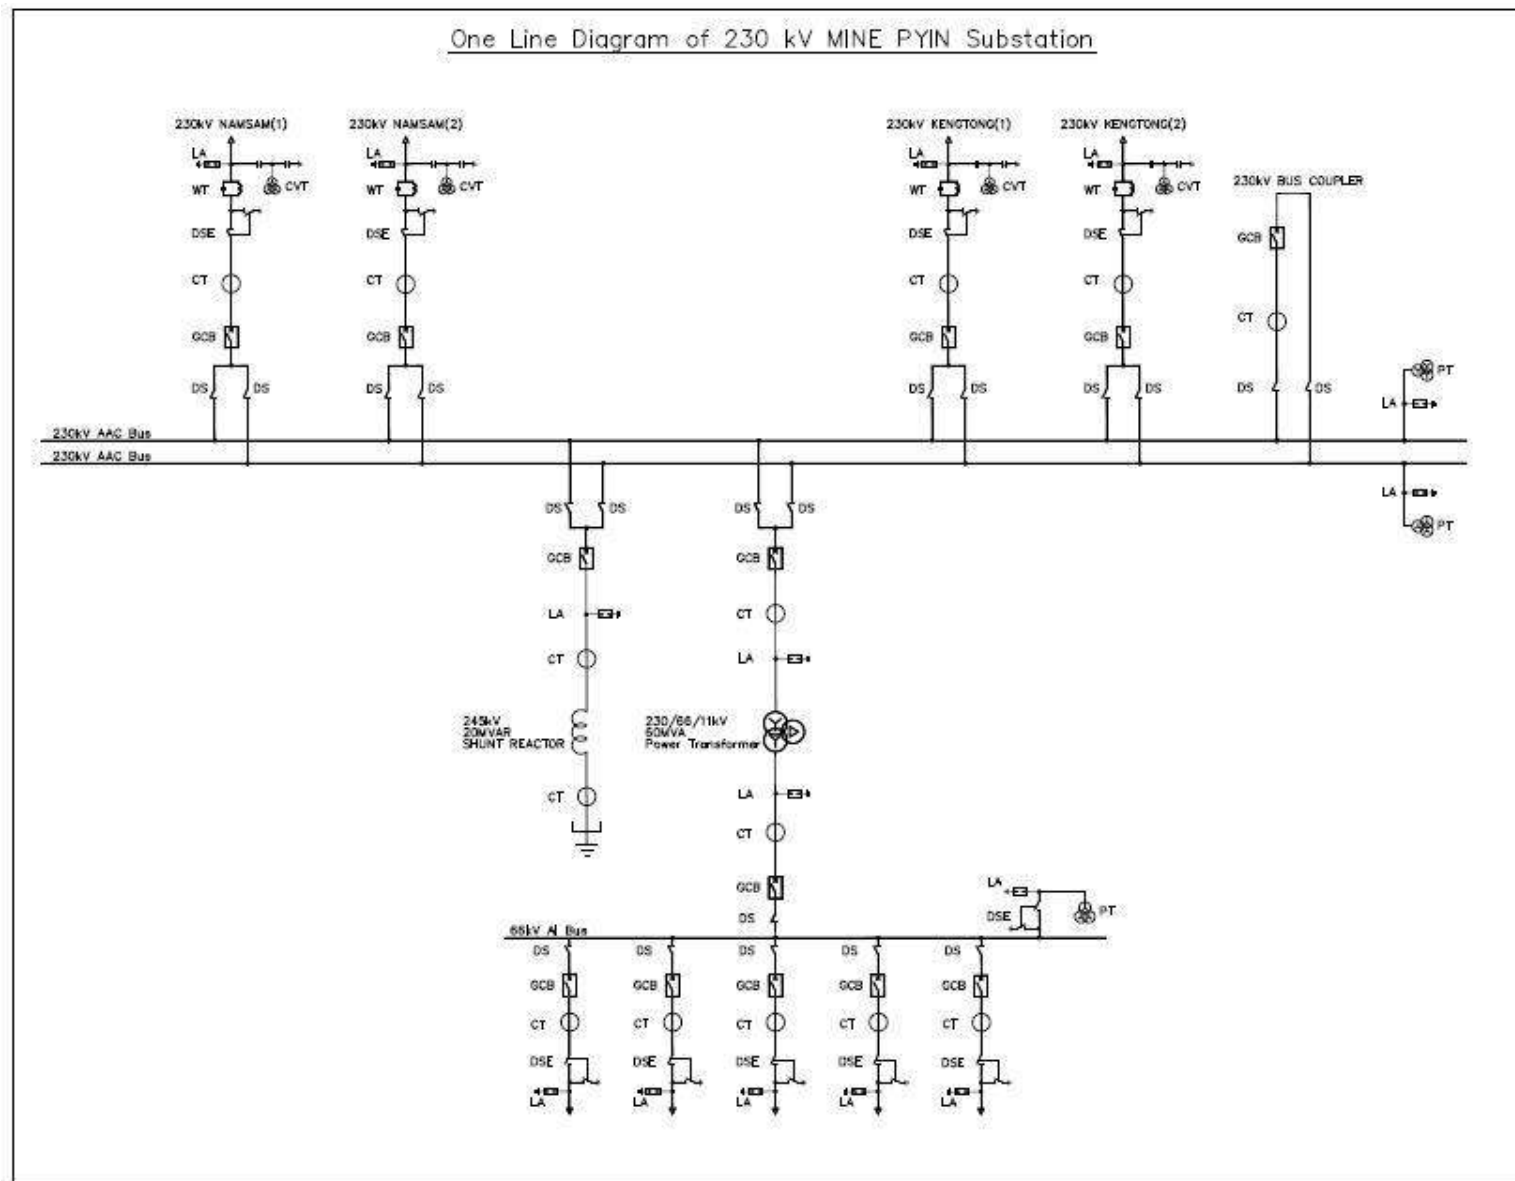 One Line Diagram of 230 kV MINE PYIN Substation
230kV NAMSAM(1) 230kV NAMSAM(2) 230kV KENGTONG(1) 230kV KENGTONG(2)
LA LA LA LA
WT CVT WT CVT WT CVT WT CVT 230kV BUS COUPLER
DSE DSE DSE DSE GCB
CT CT CT CT
CT
GCB GCB GCB GCB
PT
DS DS DS DS DS DS DS DS DS DS
LA
230kV AAC Bus
230kV AAC Bus
LA
DS DS DS DS
PT
GCB GCB
LA CT
CT LA
245kV 230/66/11kV
20MVAR 60MVA
SHUNT REACTOR Power Transformer
CT LA
CT
GCB LA
DS DSE PT
66kV Al Bus
DS DS DS DS DS
GCB GCB GCB GCB GCB
CT CT CT CT CT
DSE DSE DSE DSE DSE
LA LA LA LA LA